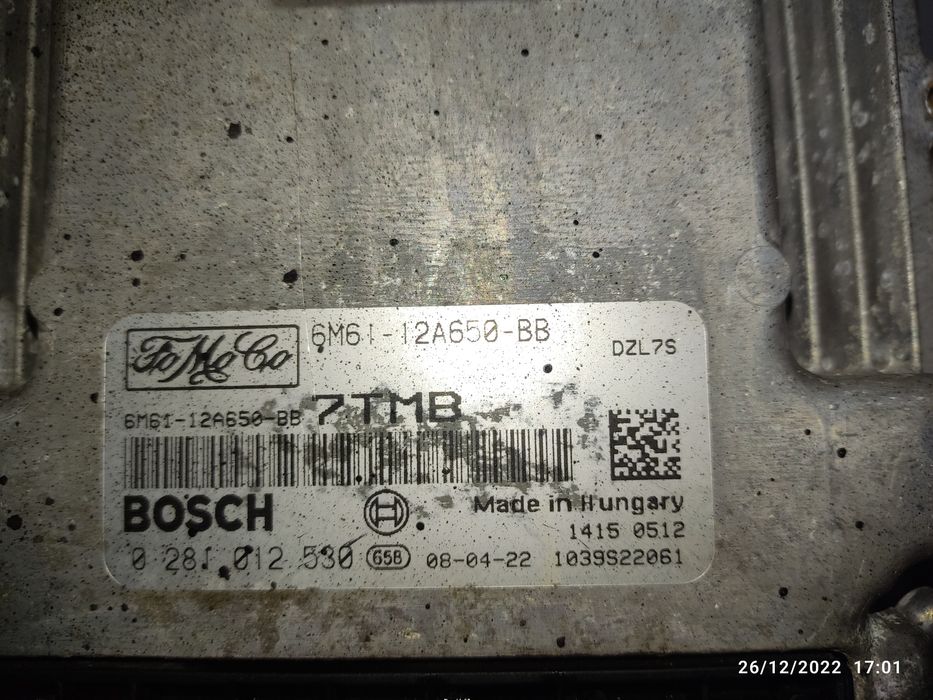 FoMoCo 6M61-12A650-BB
DZL7S
6M61-12A650-BB 7TMB
BOSCH
Made in Hungary
1415 0512
0 281 012 530 G5B 08-04-22 1039S22061
26/12/2022 17:01